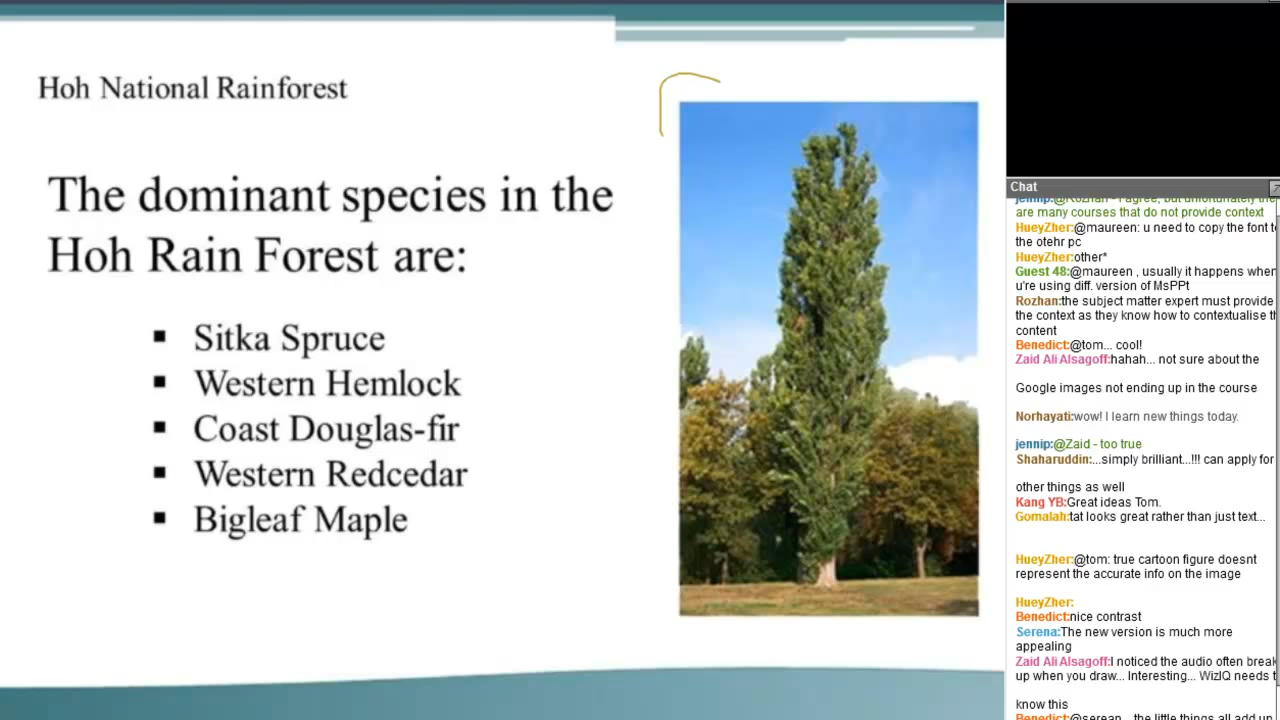 Hoh National Rainforest
The dominant species in the
Hoh Rain Forest are:
▪ Sitka Spruce
▪ Western Hemlock
▪ Coast Douglas-fir
▪ Western Redcedar
▪ Bigleaf Maple
Chat
jennip:@Rozhan - I agree, but unfortunately
are many courses that do not provide context
HueyZher:@maureen: u need to copy the font
the otehr pc
HueyZher:other*
Guest 48:@maureen , usually it happens when
u're using diff. version of MsPPt
Rozhan:the subject matter expert must provide
the context as they know how to contextualise
content
Benedict:@tom... cool!
Zaid Ali Alsagoff:hahah... not sure about the
Google images not ending up in the course
Norhayati:wow! I learn new things today.
jennip:@Zaid - too true
Shaharuddin:...simply brilliant...!!! can apply for
other things as well
Kang YB:Great ideas Tom.
Gomalah:tat looks great rather than just text...
HueyZher:@tom: true cartoon figure doesnt
represent the accurate info on the image
HueyZher:
Benedict:nice contrast
Serena:The new version is much more
appealing
Zaid Ali Alsagoff:I noticed the audio often break
up when you draw... Interesting... WizIQ needs
know this
Benedict:@serean... the little things all add up